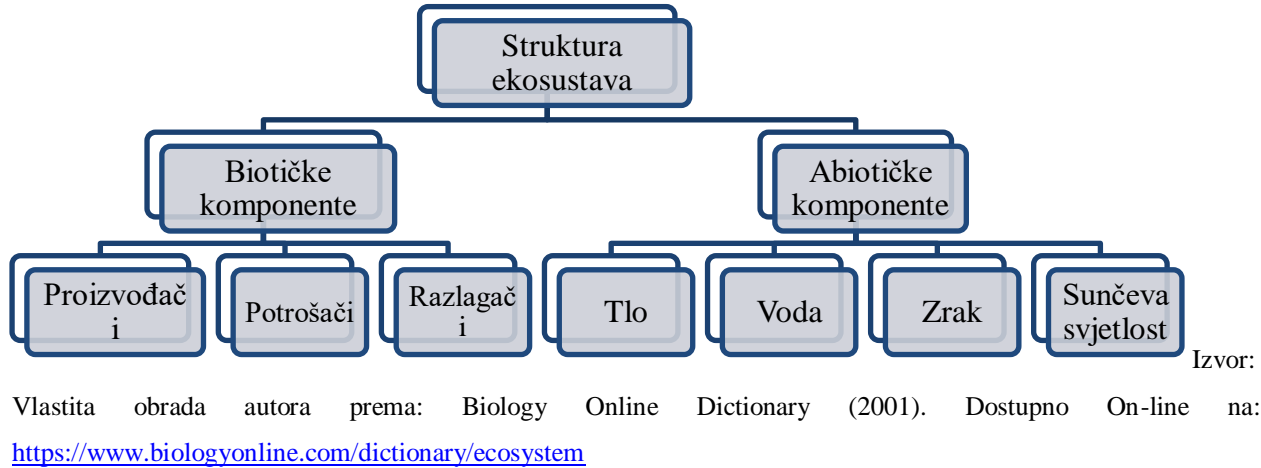 Struktura
ekosustava
Biotičke
komponente
Abiotičke
komponente
Proizvođač
i
Potrošači
Razlagač
i
Tlo
Voda
Zrak
Sunčeva
svjetlost
Izvor:
Vlastita obrada autora prema: Biology Online Dictionary (2001). Dostupno On-line na:
https://www.biologyonline.com/dictionary/ecosystem